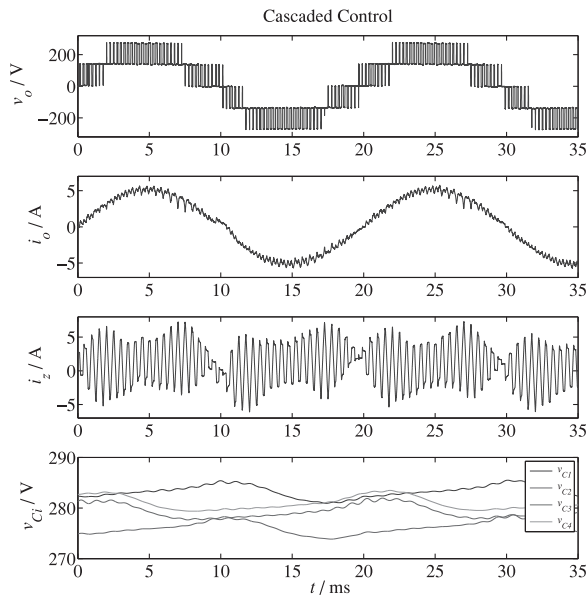 Cascaded Control
v_o / V
200
0
−200
0 5 10 15 20 25 30 35
i_o / A
5
0
−5
0 5 10 15 20 25 30 35
i_z / A
5
0
−5
0 5 10 15 20 25 30 35
v_Ci / V
290
280
270
v_C1
v_C2
v_C3
v_C4
0 5 10 15 20 25 30 35
t / ms